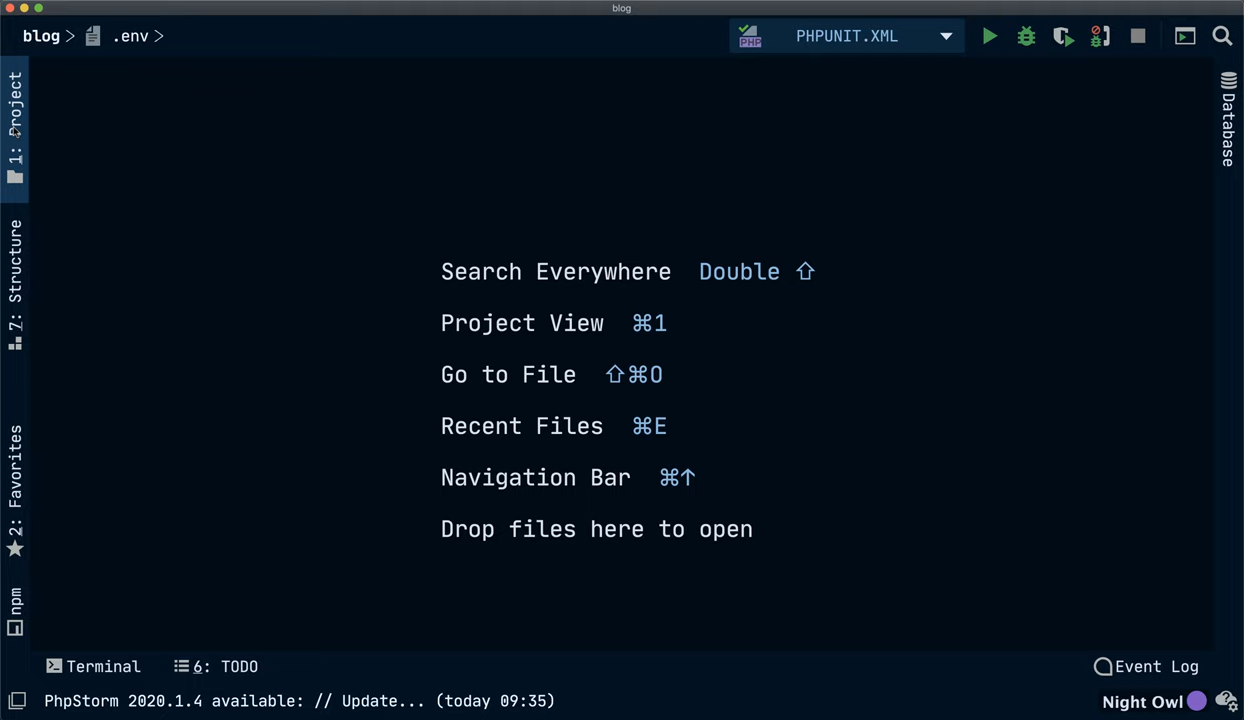 blog
blog > .env >
PHPUNIT.XML
PHP
1: Project
7: Structure
2: Favorites
npm
Database
Search Everywhere Double ⇧
Project View ⌘1
Go to File ⇧⌘O
Recent Files ⌘E
Navigation Bar ⌘↑
Drop files here to open
Terminal
6: TODO
Event Log
PhpStorm 2020.1.4 available: // Update... (today 09:35)
Night Owl